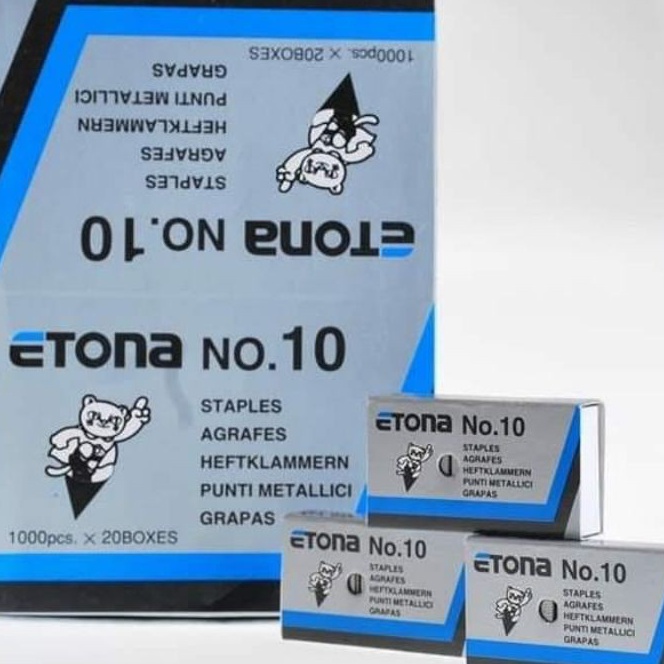 1000pcs. × 20BOXES
GRAPAS
PUNTI METALLICI
HEFTKLAMMERN
AGRAFES
STAPLES
ETONA NO.10
ETONA NO.10
STAPLES
AGRAFES
HEFTKLAMMERN
PUNTI METALLICI
GRAPAS
1000pcs. × 20BOXES
ETONA No.10
STAPLES
AGRAFES
HEFTKLAMMERN
PUNTI METALLICI
GRAPAS
ETONA No.10
STAPLES
AGRAFES
HEFTKLAMMERN
PUNTI METALLICI
GRAPAS
ETONA No.10
STAPLES
AGRAFES
HEFTKLAMMERN
PUNTI METALLICI
GRAPAS